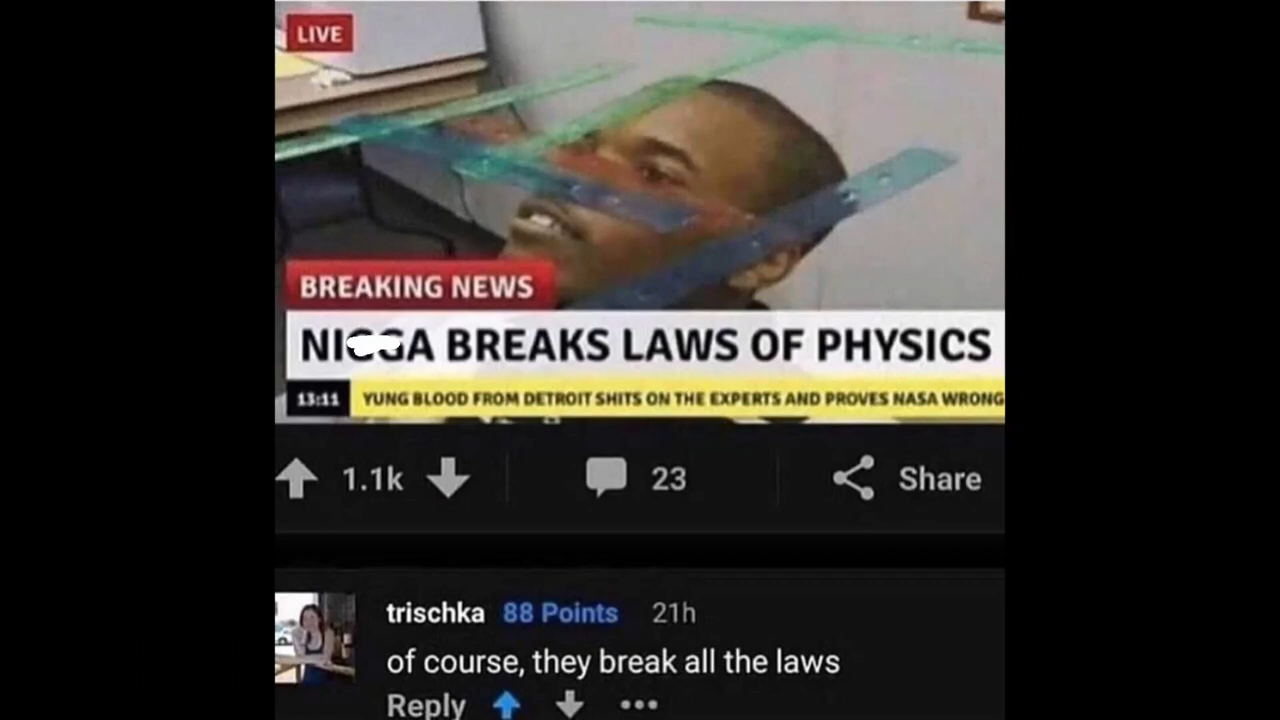 LIVE
BREAKING NEWS
NIGGA BREAKS LAWS OF PHYSICS
13:11 YUNG BLOOD FROM DETROIT SHITS ON THE EXPERTS AND PROVES NASA WRONG
1.1k 23 Share
trischka 88 Points 21h
of course, they break all the laws
Reply